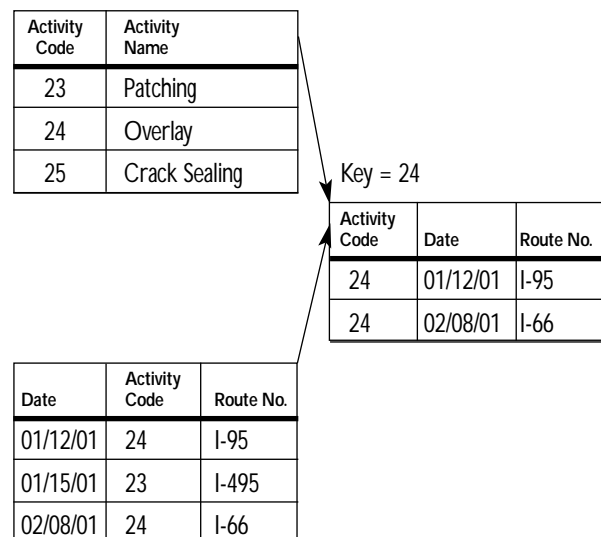 Activity Code Activity Name
23 Patching
24 Overlay
25 Crack Sealing
Key = 24
Activity Code Date Route No.
24 01/12/01 I-95
24 02/08/01 I-66
Date Activity Code Route No.
01/12/01 24 I-95
01/15/01 23 I-495
02/08/01 24 I-66